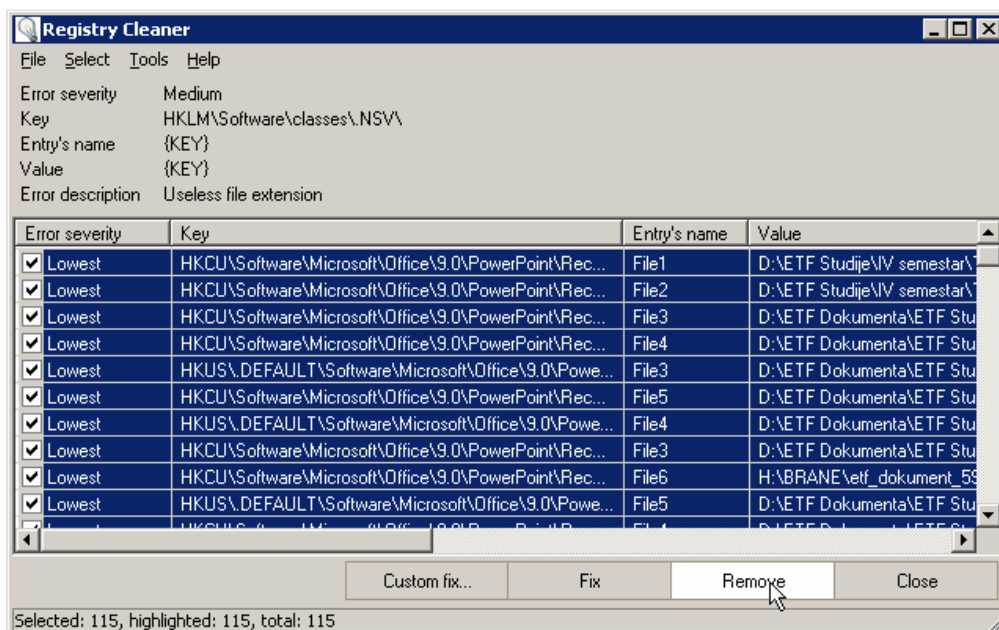 Registry Cleaner
File Select Tools Help
Error severity Medium
Key HKLM\Software\classes\.NSV\
Entry's name {KEY}
Value {KEY}
Error description Useless file extension
Error severity Key Entry's name Value
Lowest HKCU\Software\Microsoft\Office\9.0\PowerPoint\Rec... File1 D:\ETF Studije\IV semestar\
Lowest HKCU\Software\Microsoft\Office\9.0\PowerPoint\Rec... File2 D:\ETF Studije\IV semestar\
Lowest HKCU\Software\Microsoft\Office\9.0\PowerPoint\Rec... File3 D:\ETF Dokumenta\ETF Stu
Lowest HKCU\Software\Microsoft\Office\9.0\PowerPoint\Rec... File4 D:\ETF Dokumenta\ETF Stu
Lowest HKUS\.DEFAULT\Software\Microsoft\Office\9.0\Powe... File3 D:\ETF Dokumenta\ETF Stu
Lowest HKCU\Software\Microsoft\Office\9.0\PowerPoint\Rec... File5 D:\ETF Dokumenta\ETF Stu
Lowest HKUS\.DEFAULT\Software\Microsoft\Office\9.0\Powe... File4 D:\ETF Dokumenta\ETF Stu
Lowest HKCU\Software\Microsoft\Office\9.0\PowerPoint\Rec... File3 D:\ETF Dokumenta\ETF Stu
Lowest HKCU\Software\Microsoft\Office\9.0\PowerPoint\Rec... File6 H:\BRANE\etf_dokument_59
Lowest HKUS\.DEFAULT\Software\Microsoft\Office\9.0\Powe... File5 D:\ETF Dokumenta\ETF Stu
Custom fix... Fix Remove Close
Selected: 115, highlighted: 115, total: 115